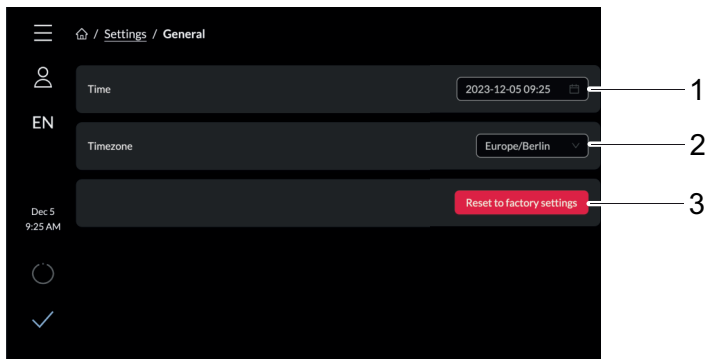 / Settings / General
Time
2023-12-05 09:25
1
EN
Timezone
Europe/Berlin
2
Reset to factory settings
3
Dec 5
9:25 AM